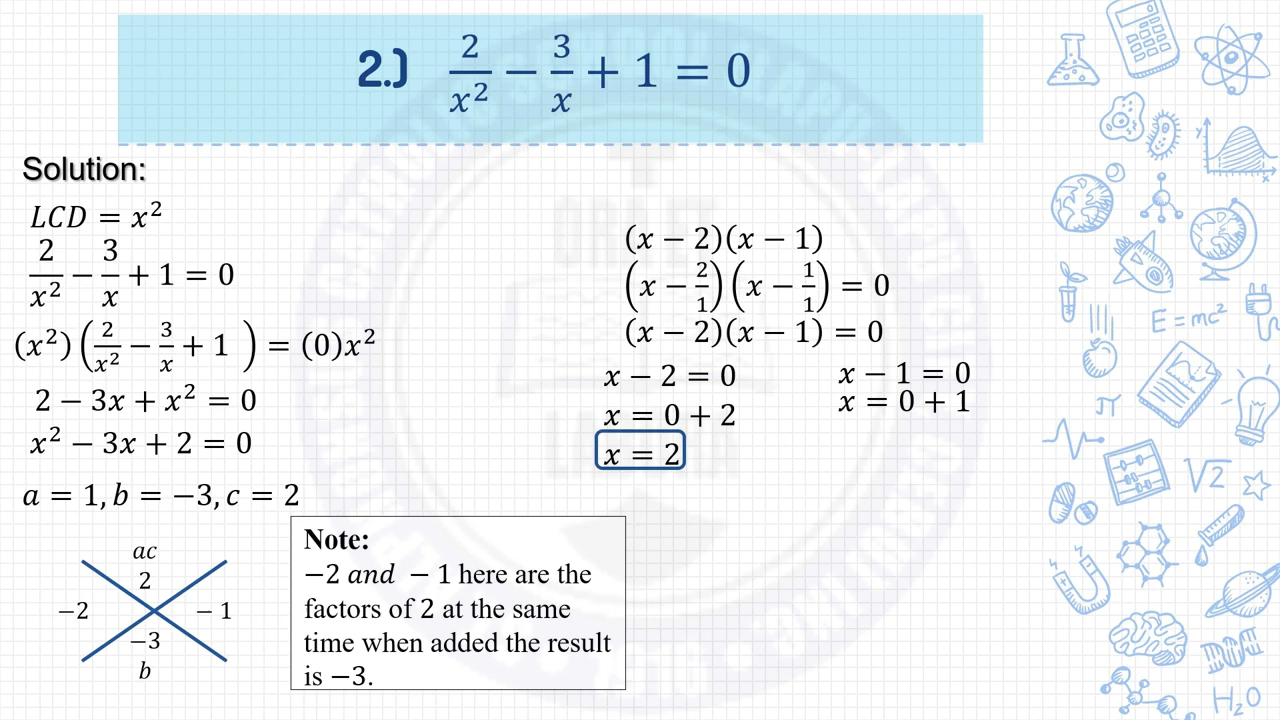 2.) 2/x² − 3/x + 1 = 0
Solution:
LCD = x²
2/x² − 3/x + 1 = 0
(x²)(2/x² − 3/x + 1 ) = (0)x²
2 − 3x + x² = 0
x² − 3x + 2 = 0
a = 1, b = −3, c = 2
ac
2
−2
− 1
−3
b
Note:
−2 and − 1 here are the
factors of 2 at the same
time when added the result
is −3.
(x − 2)(x − 1)
(x − 2/1)(x − 1/1) = 0
(x − 2)(x − 1) = 0
x − 2 = 0
x = 0 + 2
x = 2
x − 1 = 0
x = 0 + 1
y
x
E = mc²
π
√2
H₂O